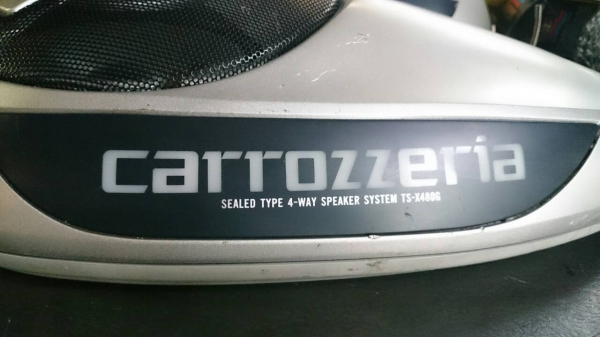 carrozzeria
SEALED TYPE 4-WAY SPEAKER SYSTEM TS-X480G